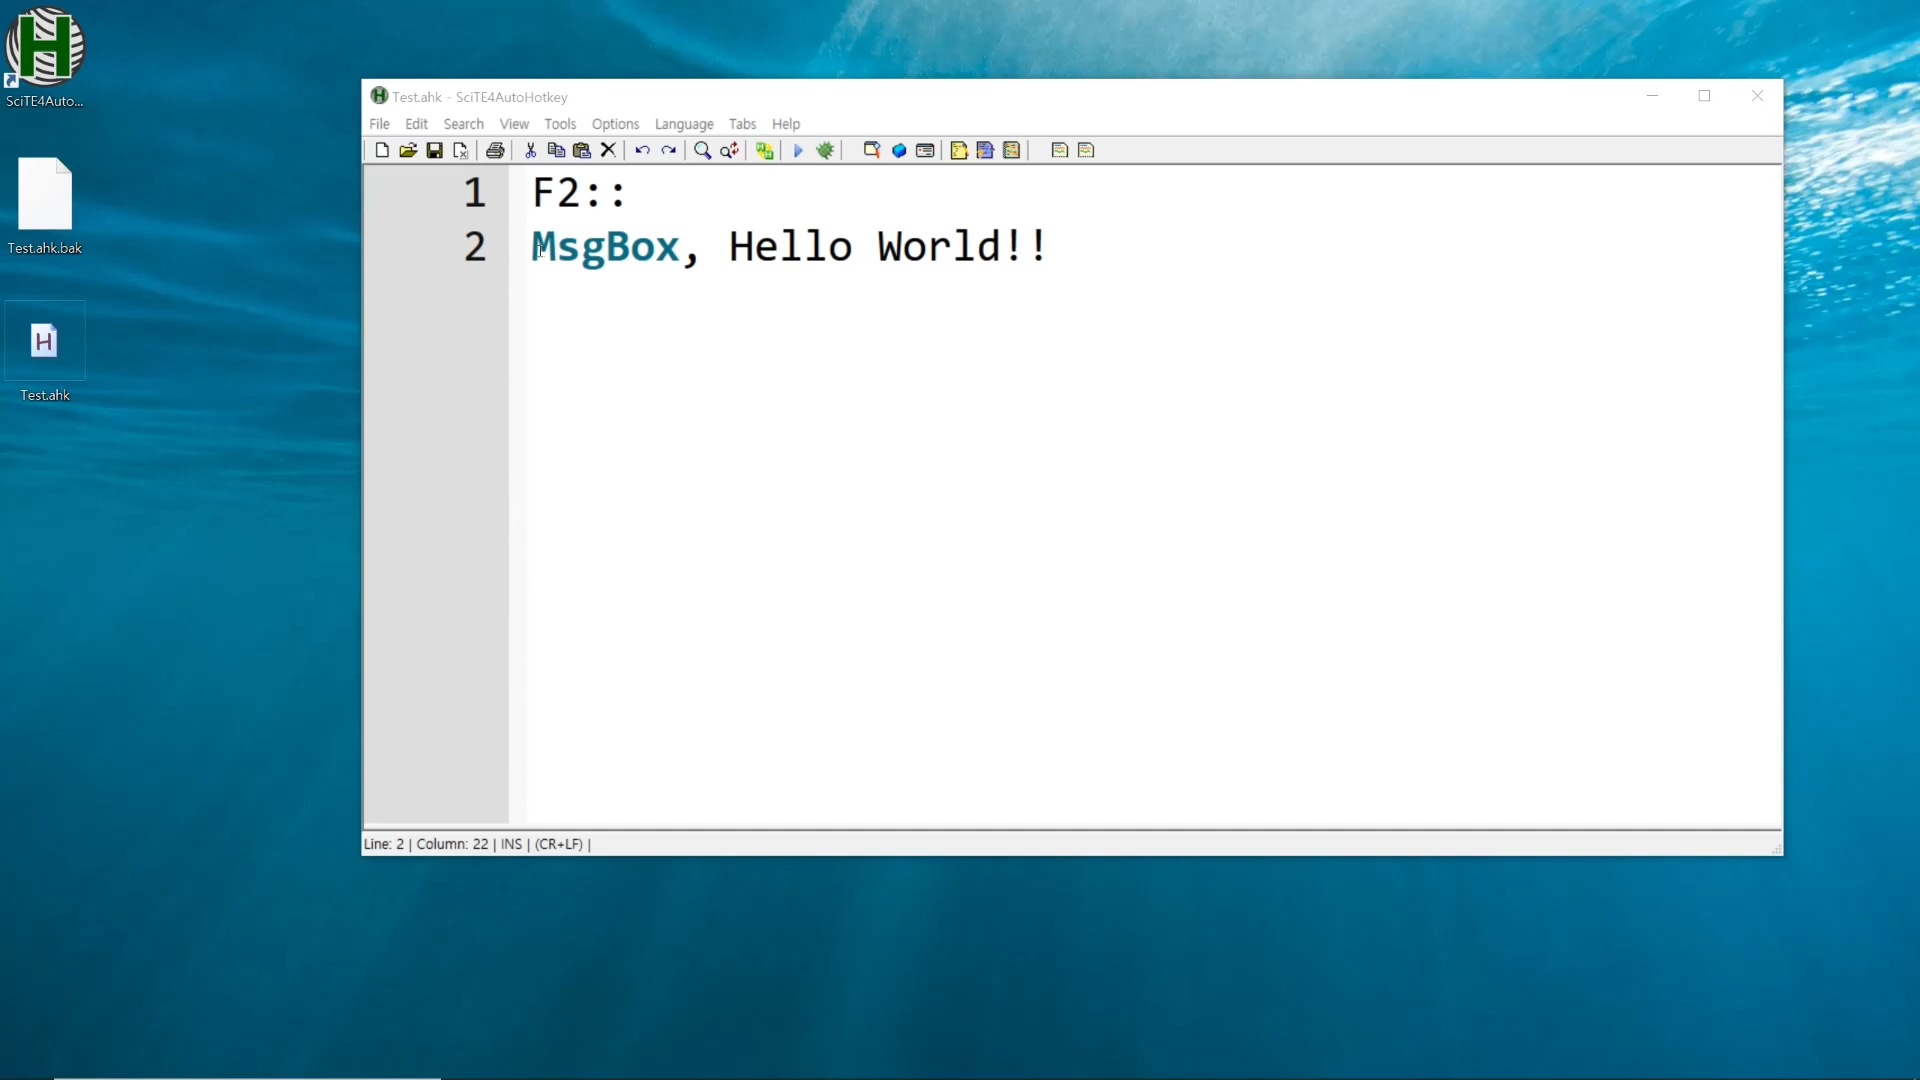 H
SciTE4Auto...
Test.ahk.bak
H
Test.ahk
H Test.ahk - SciTE4AutoHotkey
File Edit Search View Tools Options Language Tabs Help
1 F2::
2 MsgBox, Hello World!!
Line: 2 | Column: 22 | INS | (CR+LF) |